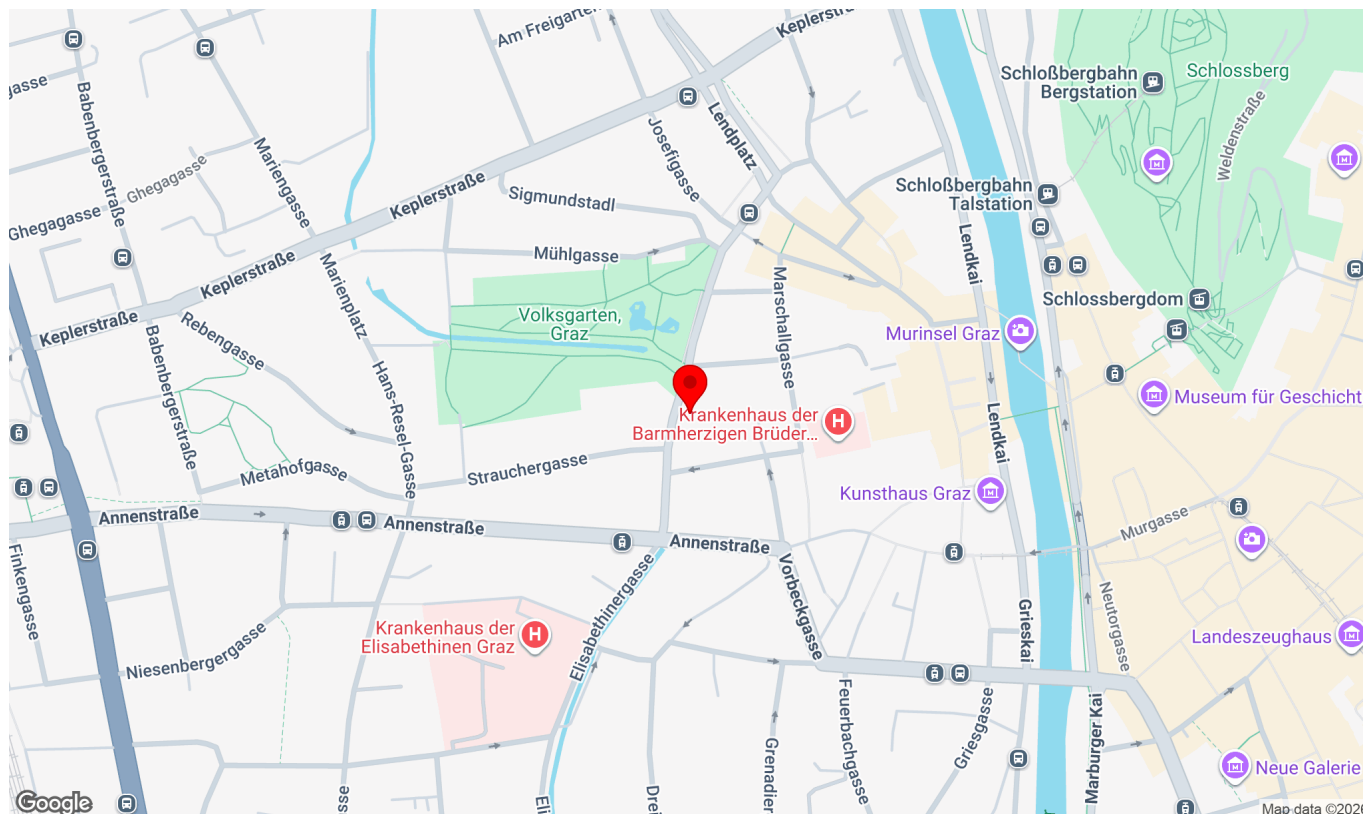 Am Freigarten
Keplerstraße
Schloßbergbahn
Bergstation
Schlossberg
Babenbergerstraße
Mariengasse
Ghegagasse
Josefigasse
Lendplatz
Weldenstraße
Keplerstraße
Sigmundstadl
Schloßbergbahn
Talstation
Ghegagasse
Mühlgasse
Lendkai
Keplerstraße
Marienplatz
Marschallgasse
Schlossbergdom
Keplerstraße
Rebengasse
Volksgarten,
Graz
Murinsel Graz
Babenbergerstraße
Hans-Resel-Gasse
Museum für Geschicht
Krankenhaus der
Barmherzigen Brüder...
Lendkai
Metahofgasse
Strauchergasse
Kunsthaus Graz
Annenstraße
Annenstraße
Annenstraße
Murgasse
Finkengasse
Vorbeckgasse
Elisabethinergasse
Neutorgasse
Grieskai
Krankenhaus der
Elisabethinen Graz
Landeszeughaus
Niesenbergergasse
Feuerbachgasse
Griesgasse
Marburger Kai
Grenadier
Neue Galerie
Google
Map data ©2026